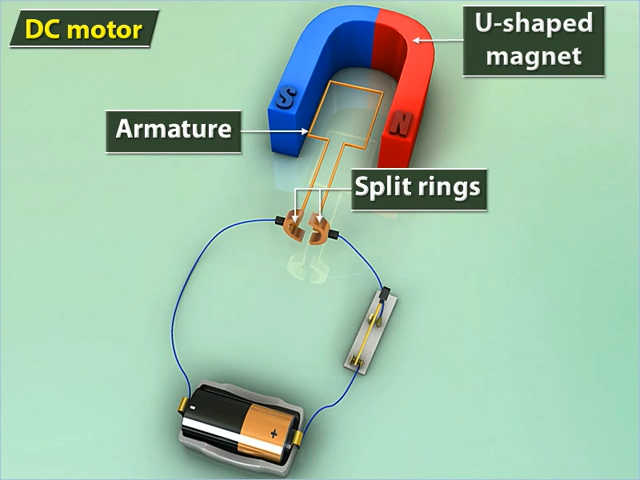 DC motor
U-shaped
magnet
S
N
Armature
Split rings
-
+